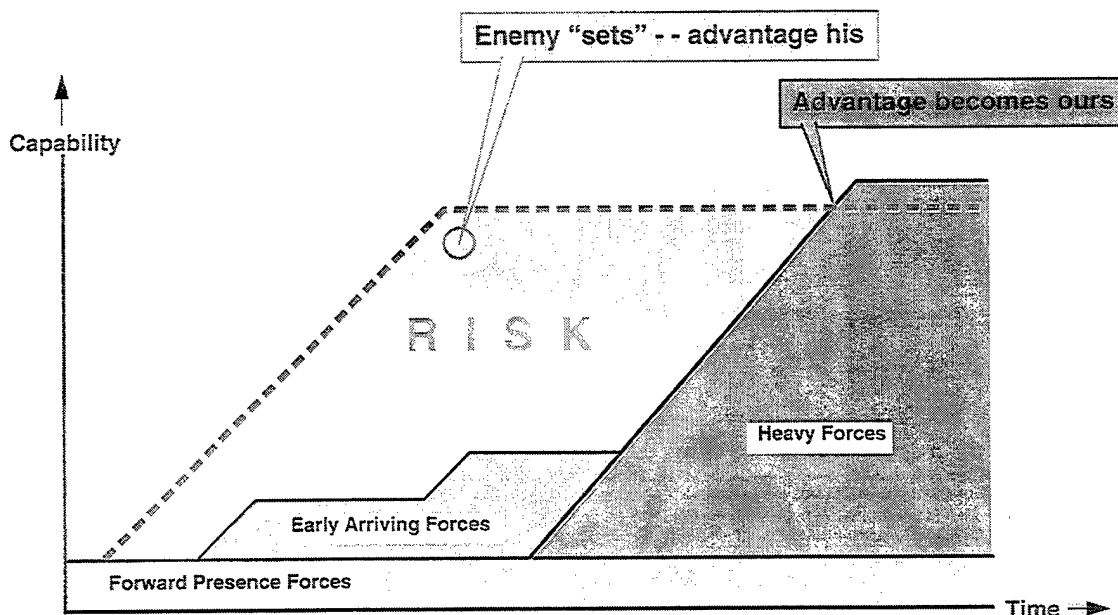 Enemy “sets” - - advantage his
Advantage becomes ours
Capability
RISK
Heavy Forces
Early Arriving Forces
Forward Presence Forces
Time